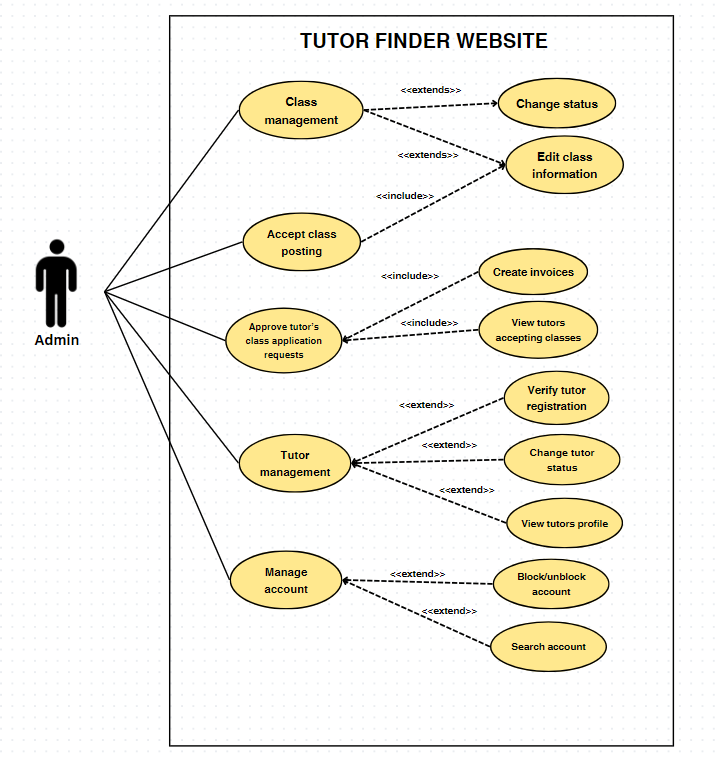 TUTOR FINDER WEBSITE
Class
management
<<extends>>
Change status
<<extends>>
Edit class
information
<<include>>
Accept class
posting
<<include>>
Create invoices
Approve tutor's
class application
requests
<<include>>
View tutors
accepting classes
Admin
<<extend>>
Verify tutor
registration
Tutor
management
<<extend>>
Change tutor
status
<<extend>>
View tutors profile
Manage
account
<<extend>>
Block/unblock
account
<<extend>>
Search account